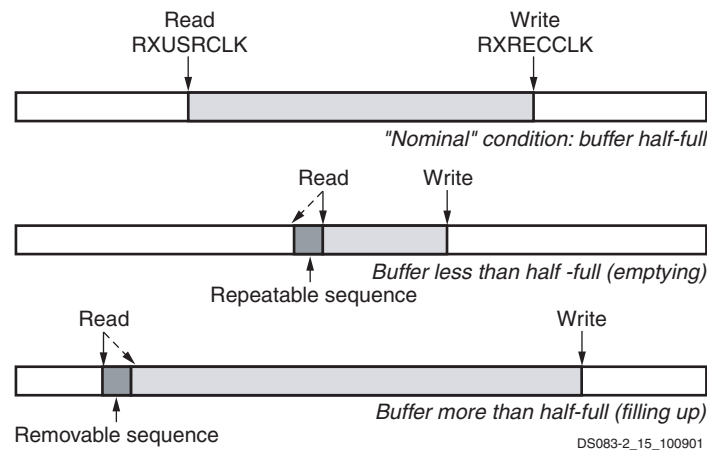 Read
RXUSRCLK
Write
RXRECCLK
"Nominal" condition: buffer half-full
Read
Write
Buffer less than half -full (emptying)
Repeatable sequence
Read
Write
Buffer more than half-full (filling up)
Removable sequence
DS083-2_15_100901